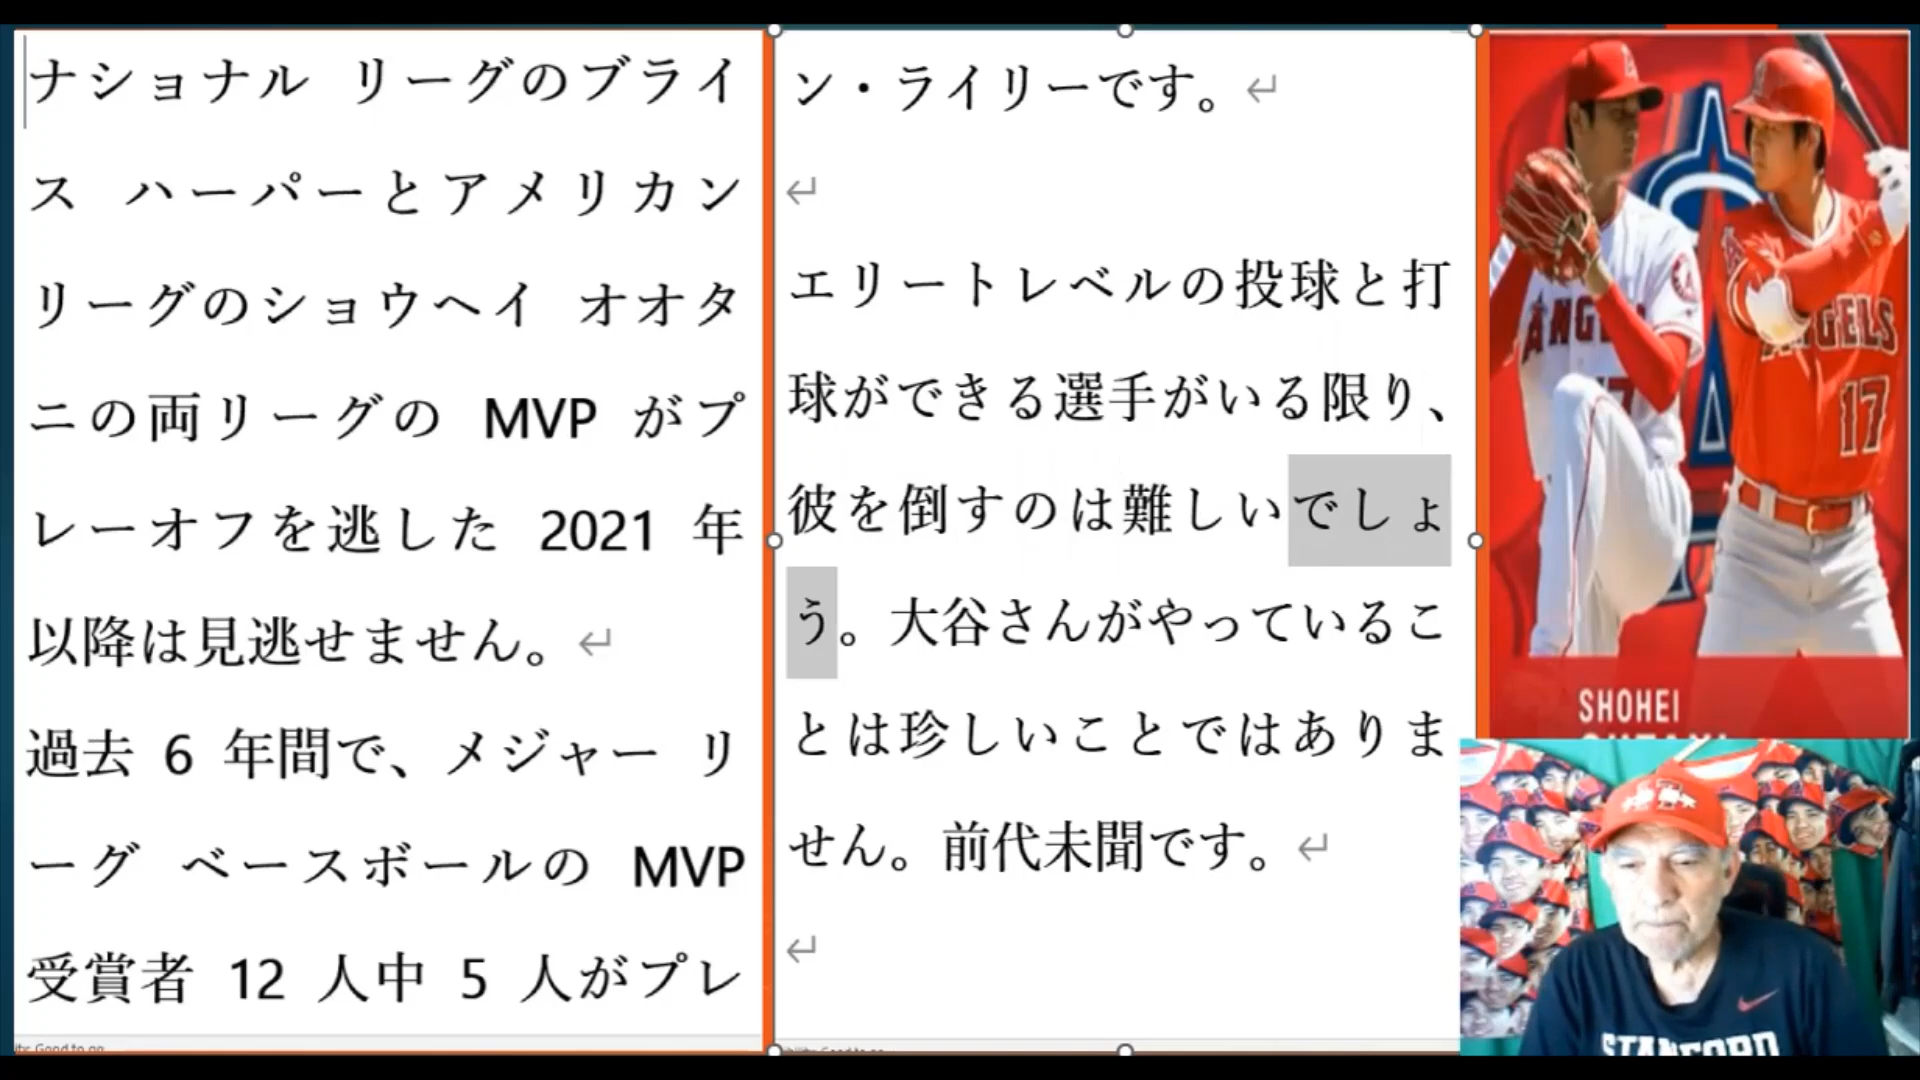 ナショナル リーグのブライ
ス ハーパーとアメリカン
リーグのショウヘイ オオタ
ニの両リーグの MVP がプ
レーオフを逃した 2021 年
以降は見逃せません。
過去 6 年間で、メジャー リ
ーグ ベースボールの MVP
受賞者 12 人中 5 人がプレ
ン・ライリーです。
エリートレベルの投球と打
球ができる選手がいる限り、
彼を倒すのは難しいでしょ
う。大谷さんがやっているこ
とは珍しいことではありま
せん。前代未聞です。
ANGELS
17
SHOHEI
STANFORD